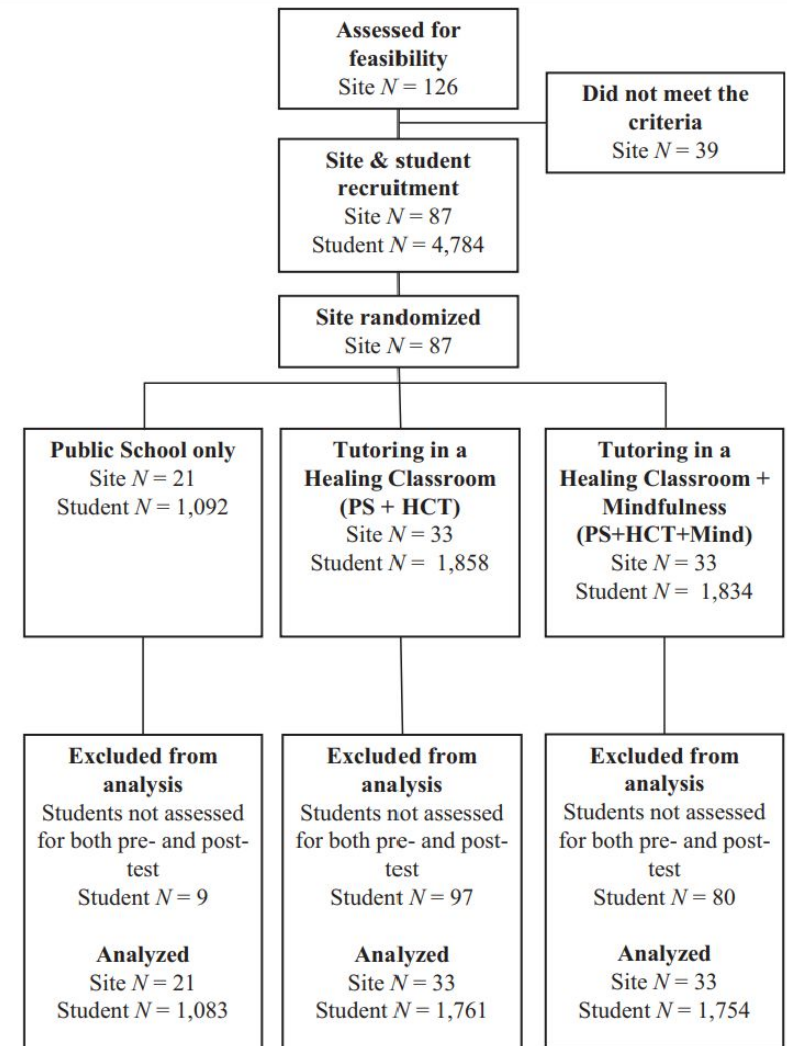 Assessed for
feasibility
Site N = 126
Did not meet the
criteria
Site N = 39
Site & student
recruitment
Site N = 87
Student N = 4,784
Site randomized
Site N = 87
Public School only
Site N = 21
Student N = 1,092
Tutoring in a
Healing Classroom
(PS + HCT)
Site N = 33
Student N = 1,858
Tutoring in a
Healing Classroom +
Mindfulness
(PS+HCT+Mind)
Site N = 33
Student N = 1,834
Excluded from
analysis
Students not assessed
for both pre- and post-
test
Student N = 9
Analyzed
Site N = 21
Student N = 1,083
Excluded from
analysis
Students not assessed
for both pre- and post-
test
Student N = 97
Analyzed
Site N = 33
Student N = 1,761
Excluded from
analysis
Students not assessed
for both pre- and post-
test
Student N = 80
Analyzed
Site N = 33
Student N = 1,754